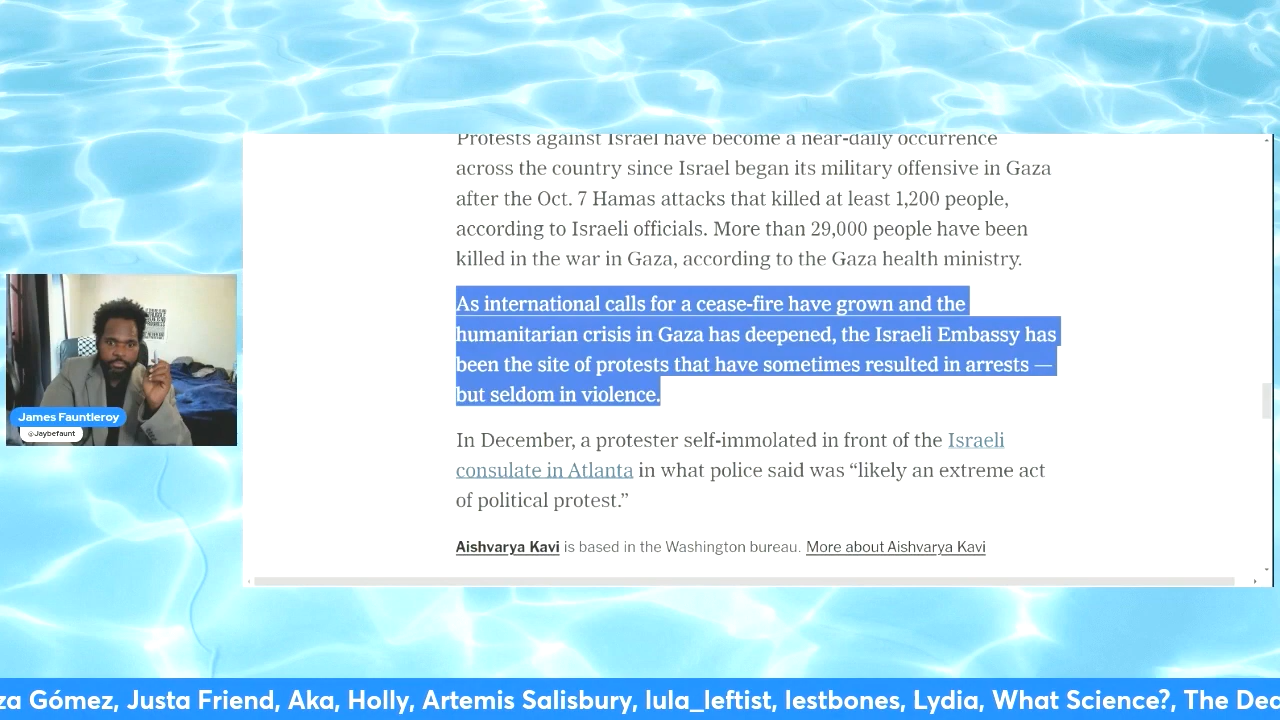 Protests against Israel have become a near-daily occurrence
across the country since Israel began its military offensive in Gaza
after the Oct. 7 Hamas attacks that killed at least 1,200 people,
according to Israeli officials. More than 29,000 people have been
killed in the war in Gaza, according to the Gaza health ministry.
As international calls for a cease-fire have grown and the
humanitarian crisis in Gaza has deepened, the Israeli Embassy has
been the site of protests that have sometimes resulted in arrests —
but seldom in violence.
In December, a protester self-immolated in front of the Israeli
consulate in Atlanta in what police said was “likely an extreme act
of political protest.”
Aishvarya Kavi is based in the Washington bureau. More about Aishvarya Kavi
James Fauntleroy
@Jaybefaunt
za Gómez, Justa Friend, Aka, Holly, Artemis Salisbury, lula_leftist, lestbones, Lydia, What Science?, The Dec